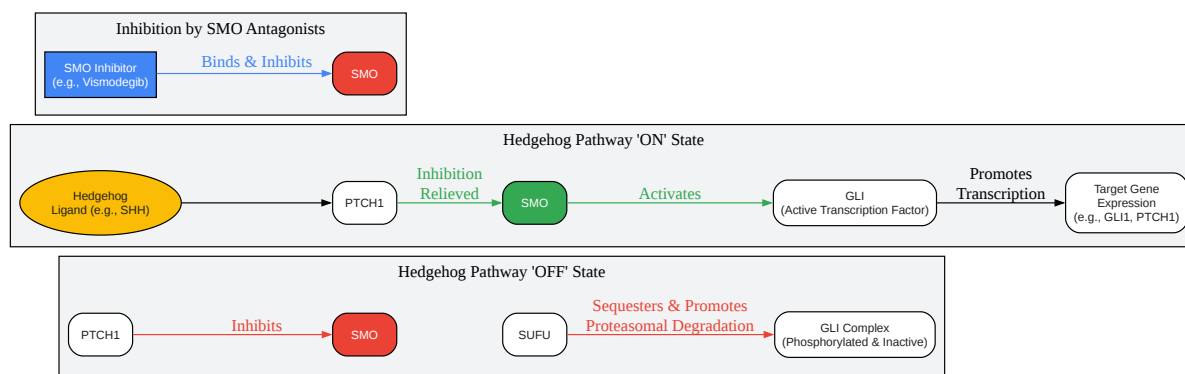 Inhibition by SMO Antagonists
SMO Inhibitor
(e.g., Vismodegib)
Binds & Inhibits
SMO
Hedgehog Pathway 'ON' State
Hedgehog
Ligand (e.g., SHH)
PTCH1
Inhibition
Relieved
SMO
Activates
GLI
(Active Transcription Factor)
Promotes
Transcription
Target Gene
Expression
(e.g., GLI1, PTCH1)
Hedgehog Pathway 'OFF' State
PTCH1
Inhibits
SMO
SUFU
Sequesters & Promotes
Proteasomal Degradation
GLI Complex
(Phosphorylated & Inactive)